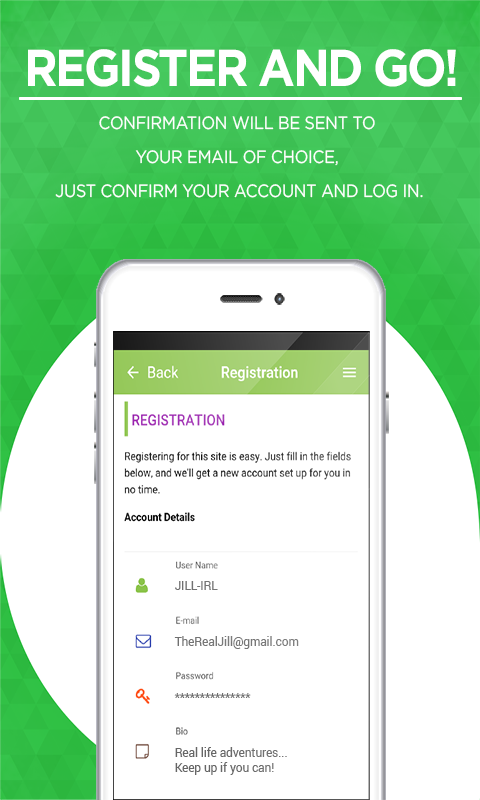 REGISTER AND GO!
CONFIRMATION WILL BE SENT TO
YOUR EMAIL OF CHOICE,
JUST CONFIRM YOUR ACCOUNT AND LOG IN.
Back Registration
REGISTRATION
Registering for this site is easy. Just fill in the fields
below, and we'll get a new account set up for you in
no time.
Account Details
User Name
JILL-IRL
E-mail
TheRealJill@gmail.com
Password
***************
Bio
Real life adventures...
Keep up if you can!